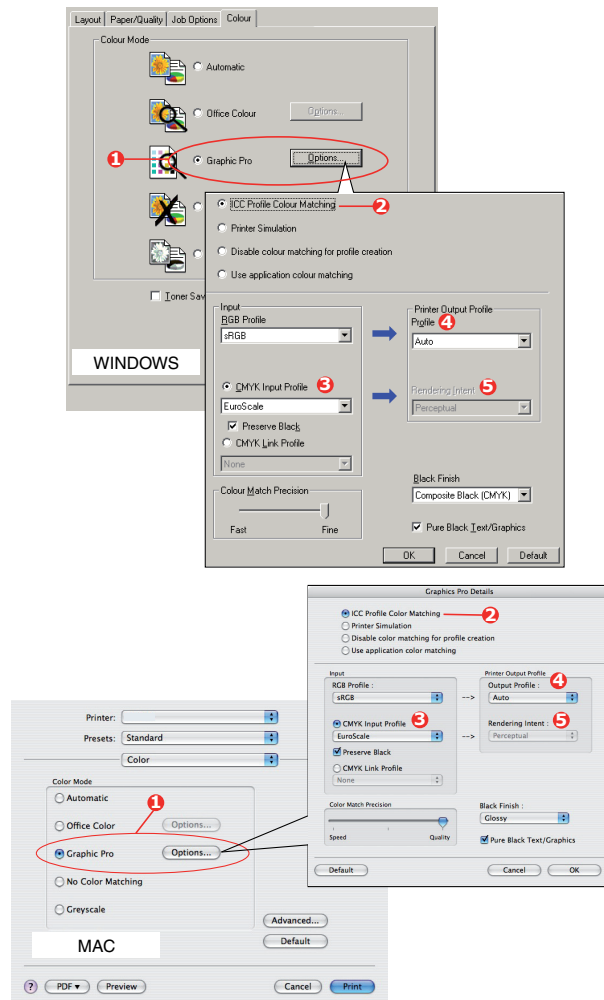 Layout Paper/Quality Job Options Colour
Colour Mode
Automatic
Office Colour Options...
1 Graphic Pro Options...
Toner Sav
WINDOWS
ICC Profile Colour Matching 2
Printer Simulation
Disable colour matching for profile creation
Use application colour matching
Input
RGB Profile
sRGB
Printer Output Profile
Profile 4
Auto
CMYK Input Profile 3
EuroScale
Preserve Black
CMYK Link Profile
None
Rendering Intent 5
Perceptual
Colour Match Precision
Fast Fine
Black Finish
Composite Black (CMYK)
Pure Black Text/Graphics
OK Cancel Default
Graphics Pro Details
ICC Profile Color Matching 2
Printer Simulation
Disable color matching for profile creation
Use application color matching
Input
RGB Profile :
sRGB
-->
Printer Output Profile
Output Profile : 4
Auto
CMYK Input Profile 3
EuroScale
-->
Rendering Intent : 5
Perceptual
Preserve Black
CMYK Link Profile
None
Color Match Precision
Speed Quality
Black Finish :
Glossy
Pure Black Text/Graphics
Default Cancel OK
Printer:
Presets: Standard
Color
Color Mode
Automatic
1
Office Color Options...
Graphic Pro Options...
No Color Matching
Greyscale
Advanced...
Default
MAC
? PDF Preview Cancel Print